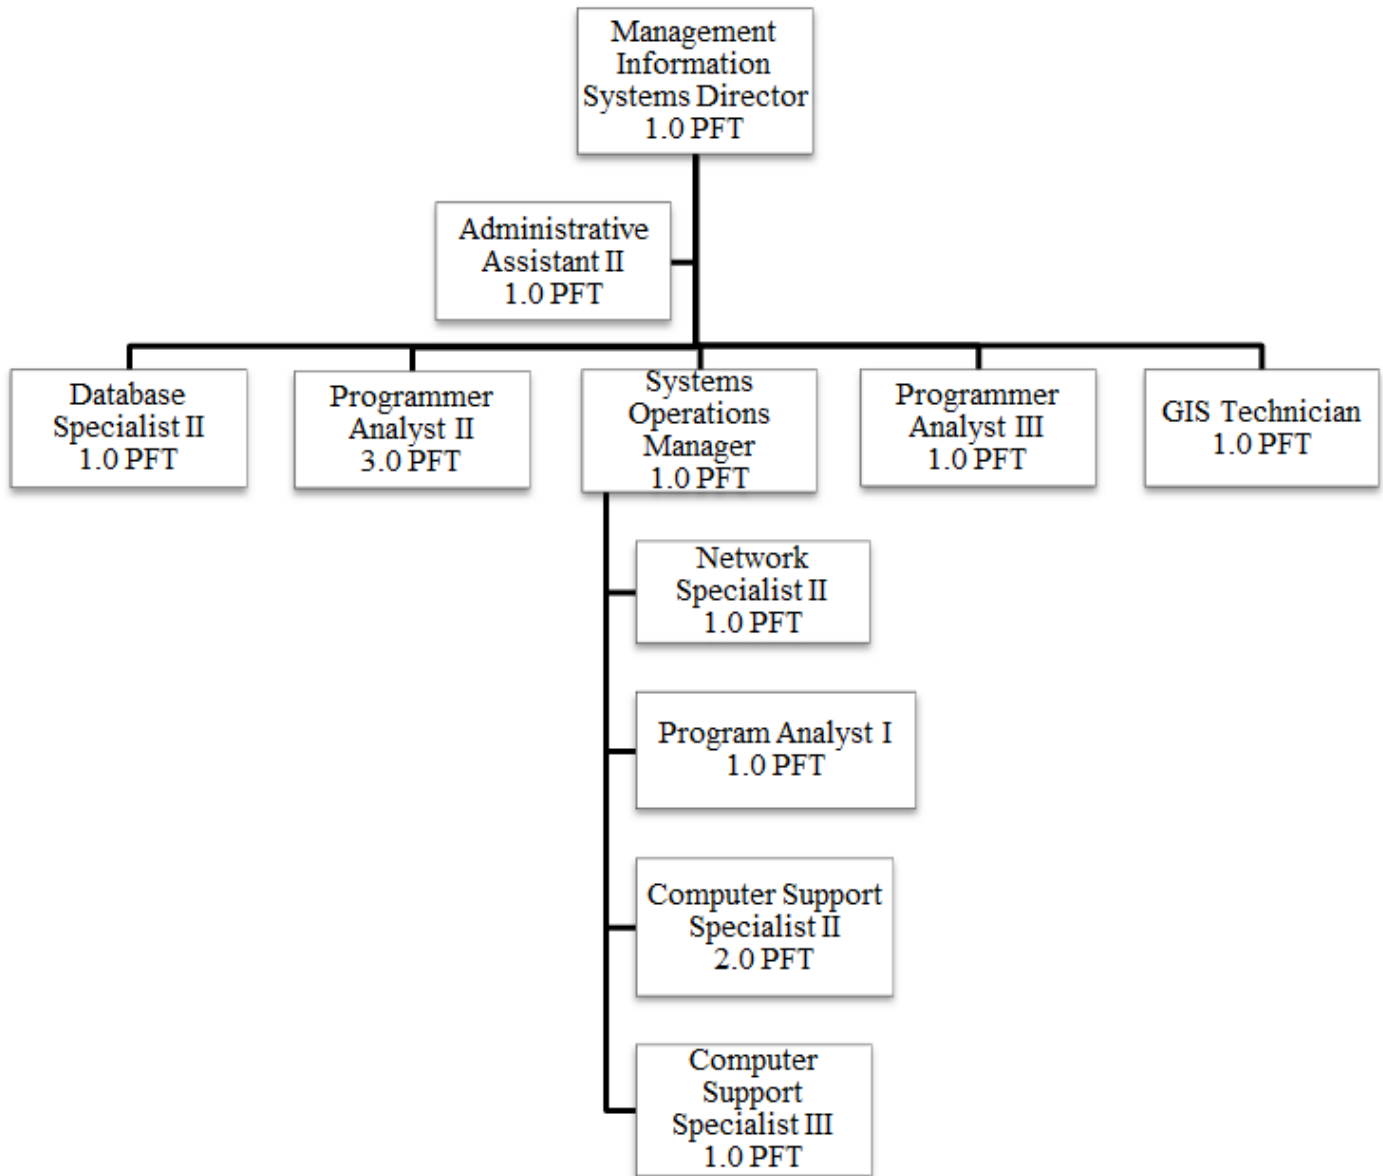 Management
Information
Systems Director
1.0 PFT
Administrative
Assistant II
1.0 PFT
Database
Specialist II
1.0 PFT
Programmer
Analyst II
3.0 PFT
Systems
Operations
Manager
1.0 PFT
Programmer
Analyst III
1.0 PFT
GIS Technician
1.0 PFT
Network
Specialist II
1.0 PFT
Program Analyst I
1.0 PFT
Computer Support
Specialist II
2.0 PFT
Computer
Support
Specialist III
1.0 PFT